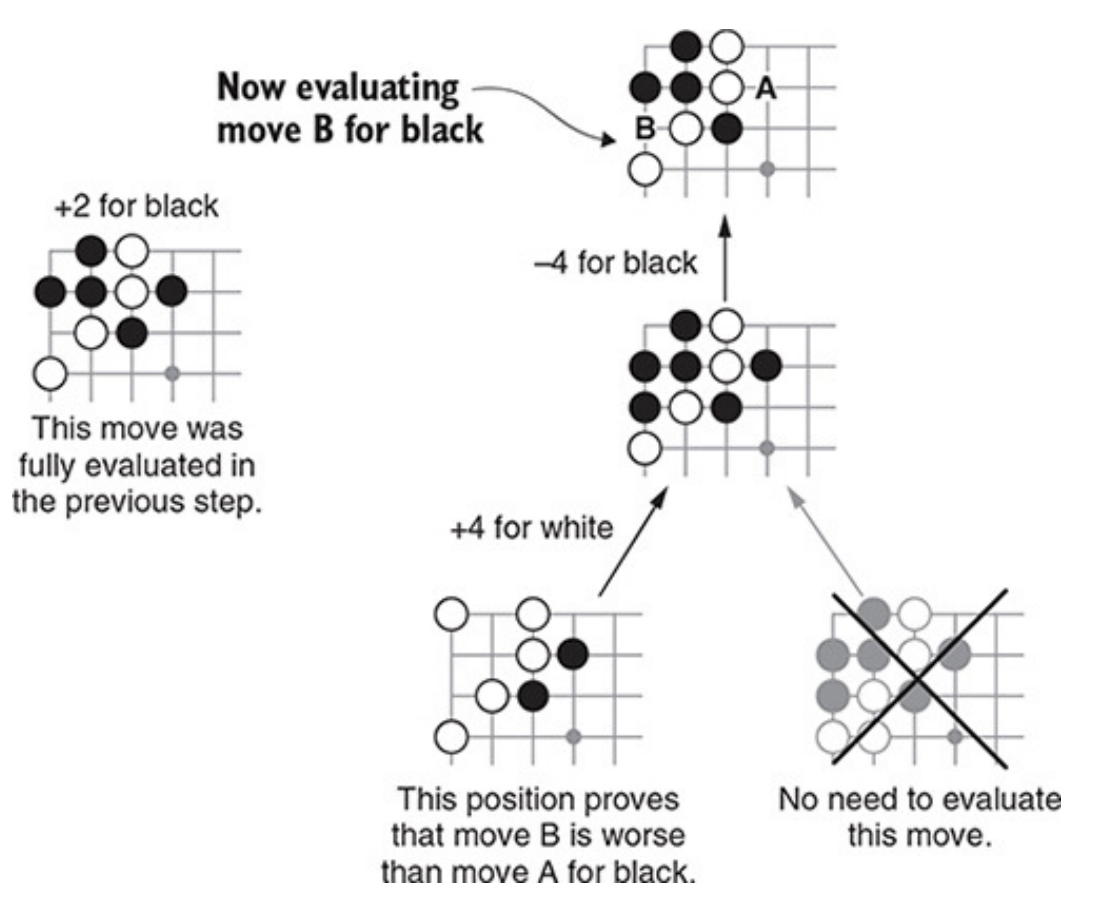 Now evaluating
move B for black
A
B
+2 for black
This move was
fully evaluated in
the previous step.
–4 for black
+4 for white
This position proves
that move B is worse
than move A for black.
No need to evaluate
this move.